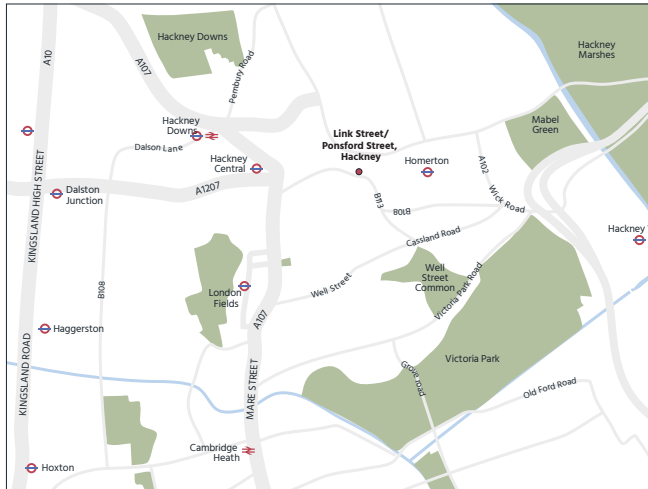 Hackney Downs
Hackney
Marshes
A10
A107
Pembury Road
Mabel
Green
Hackney
Downs
Link Street/
Ponsford Street,
Hackney
Dalson Lane
Hackney
Central
Homerton
A102
A1207
Dalston
Junction
B113
B108
Wick Road
KINGSLAND HIGH STREET
Cassland Road
Hackney
Well
Street
Common
Well Street
Victoria Park Road
B108
London
Fields
A107
Haggerston
Victoria Park
KINGSLAND ROAD
MARE STREET
Grove road
Old Ford Road
Cambridge
Heath
Hoxton